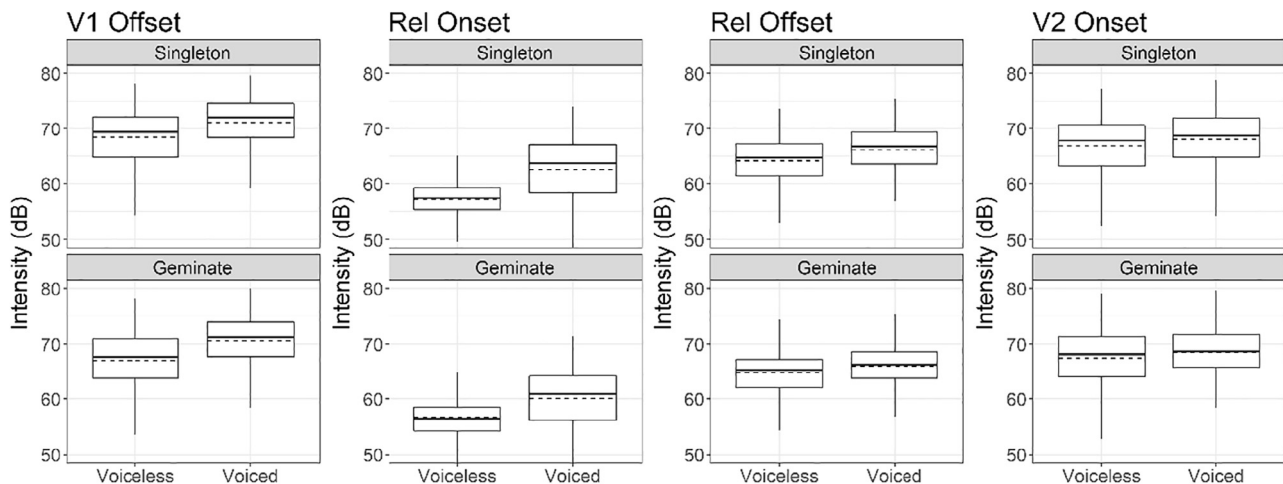 V1 Offset
Rel Onset
Rel Offset
V2 Onset
Singleton
Singleton
Singleton
Singleton
80
70
60
50
80
70
60
50
80
70
60
50
80
70
60
50
Intensity (dB)
Intensity (dB)
Intensity (dB)
Intensity (dB)
Geminate
Geminate
Geminate
Geminate
80
70
60
50
80
70
60
50
80
70
60
50
80
70
60
50
Voiceless Voiced
Voiceless Voiced
Voiceless Voiced
Voiceless Voiced